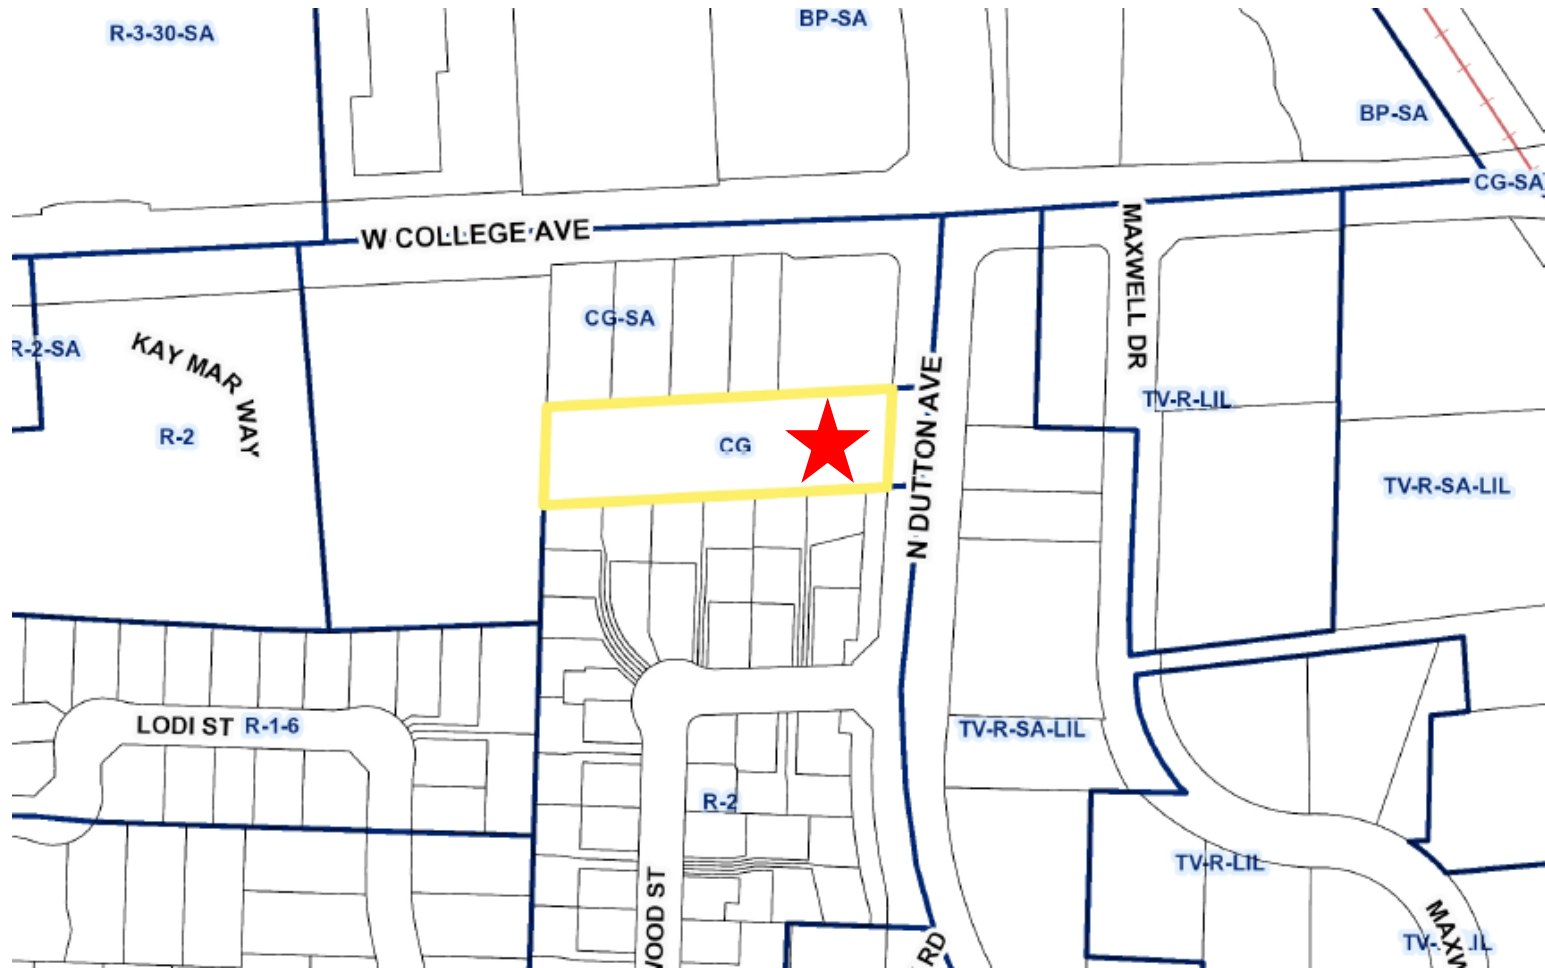 R-3-30-SA
BP-SA
BP-SA
CG-SA
W COLLEGE AVE
MAXWELL DR
CG-SA
KAY MAR WAY
R-2-SA
N DUTTON AVE
TV-R-LIL
R-2
CG
TV-R-SA-LIL
LODI ST
R-1-6
TV-R-SA-LIL
R-2
TV-R-LIL
WOOD ST
RD
MAXW